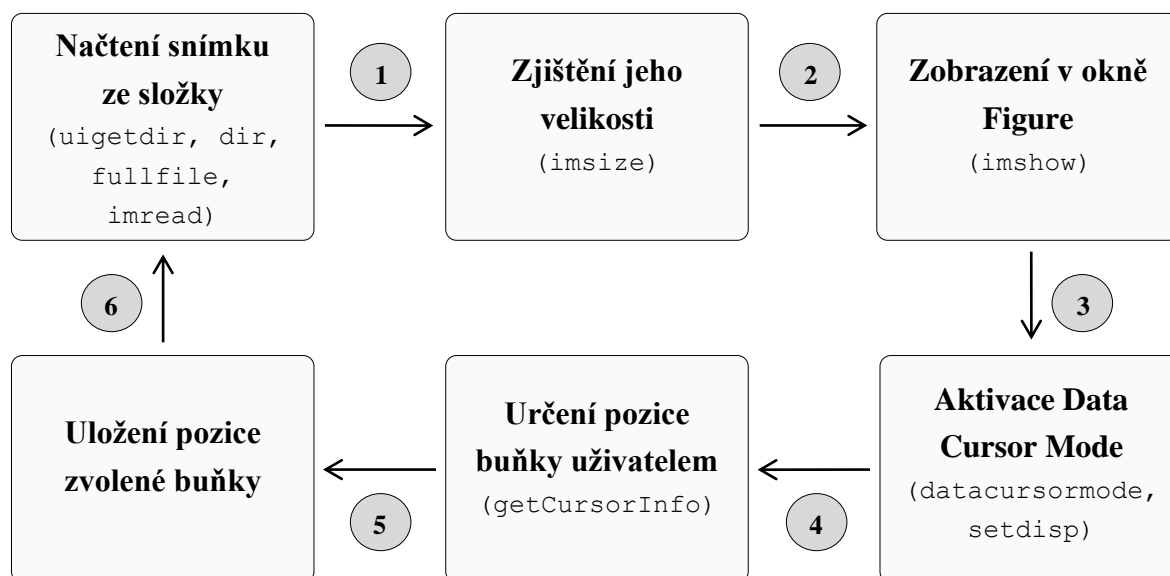 Načtení snímku
ze složky
(uigetdir, dir,
fullfile,
imread)
1
Zjištění jeho
velikosti
(imsize)
2
Zobrazení v okně
Figure
(imshow)
3
Aktivace Data
Cursor Mode
(datacursormode,
setdisp)
4
Určení pozice
buňky uživatelem
(getCursorInfo)
5
Uložení pozice
zvolené buňky
6